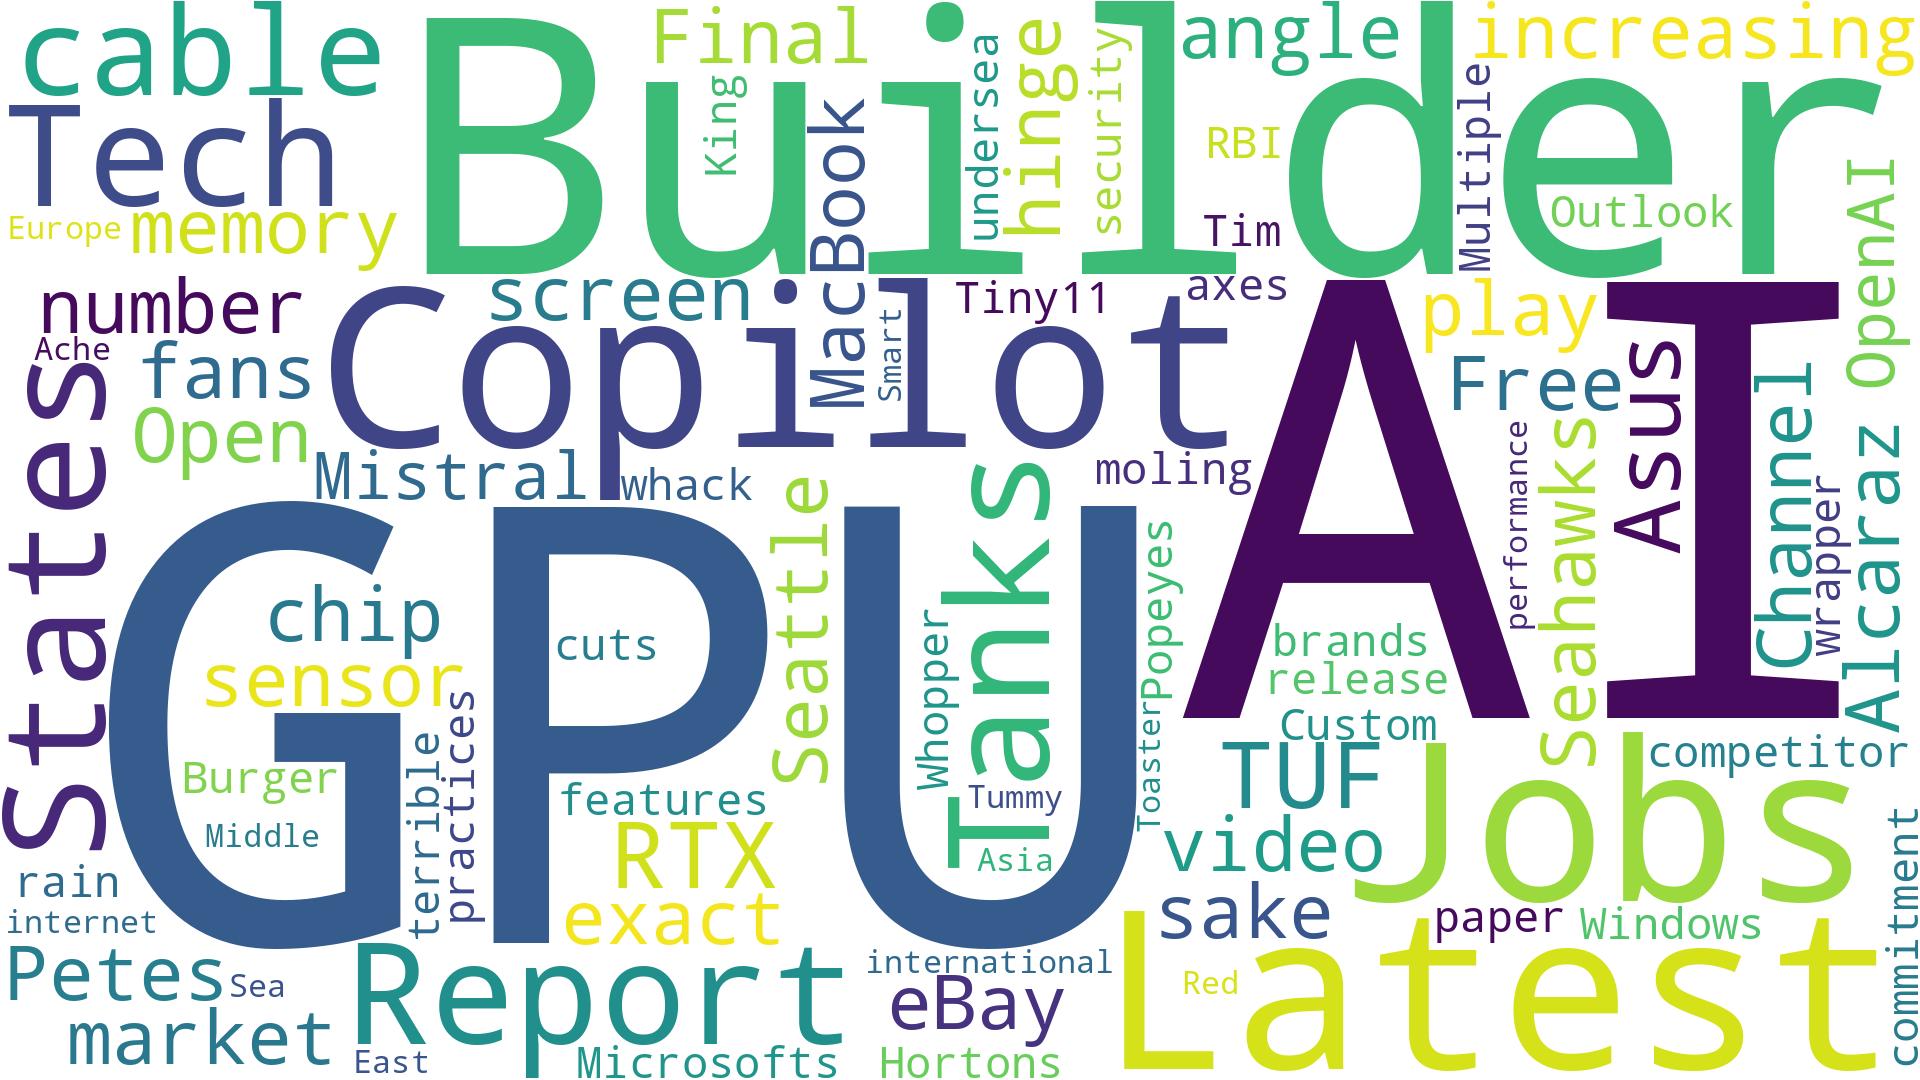 cable
Builder
Final
King
undersea
hinge
security
angle
increasing
Tech
MacBook
RBI
Multiple
OpenAI
Europe
memory
Tim
Outlook
number
screen
Copilot
Smart
Tiny11
axes
AI
play
Ache
fans
Free
Asus
Channel
States
Open
Mistral
whack
moling
performance
Seahawks
wrapper
Alcaraz
GPU
Seattle
Tanks
Popeyes
chip
sensor
cuts
Whopper
brands
release
practices
terrible
Toaster
Custom
TUF
Jobs
competitor
Burger
Middle
features
Tummy
Asia
RTX
video
rain
internet
exact
sake
paper
Windows
commitment
Petes
Sea
Report
international
eBay
Red
Latest
market
East
Microsofts
Hortons